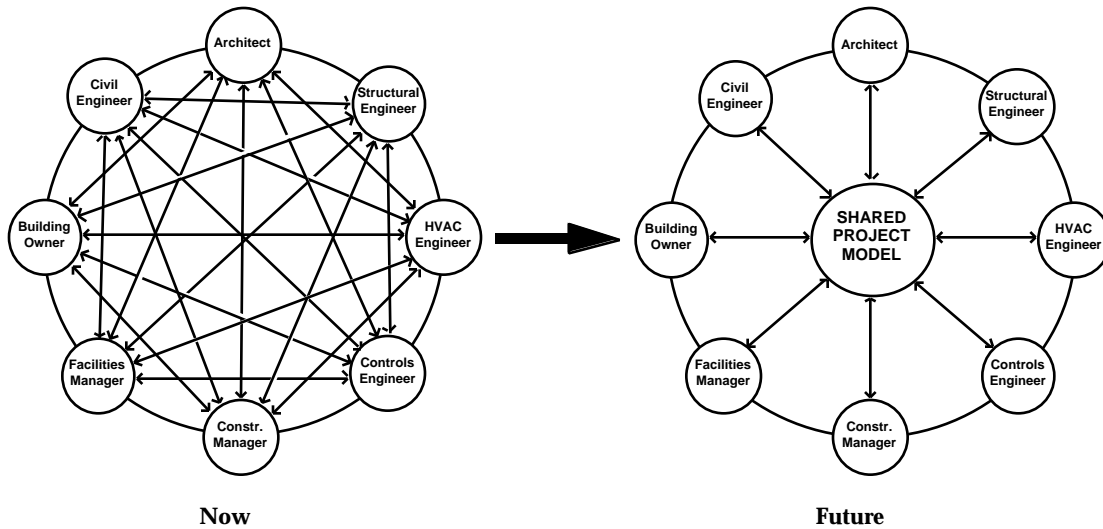 Architect
Civil
Engineer
Structural
Engineer
Building
Owner
HVAC
Engineer
Facilities
Manager
Controls
Engineer
Constr.
Manager
Now
Architect
Civil
Engineer
Structural
Engineer
Building
Owner
SHARED
PROJECT
MODEL
HVAC
Engineer
Facilities
Manager
Controls
Engineer
Constr.
Manager
Future